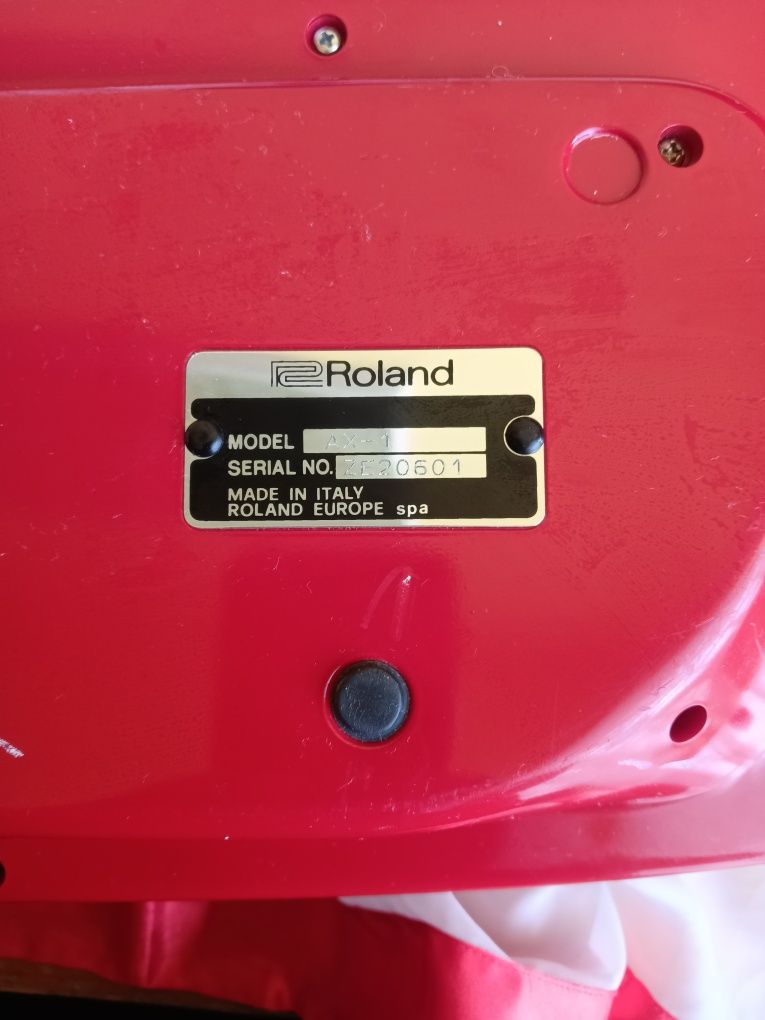 Roland
MODEL AX-1
SERIAL NO. ZE20601
MADE IN ITALY
ROLAND EUROPE spa